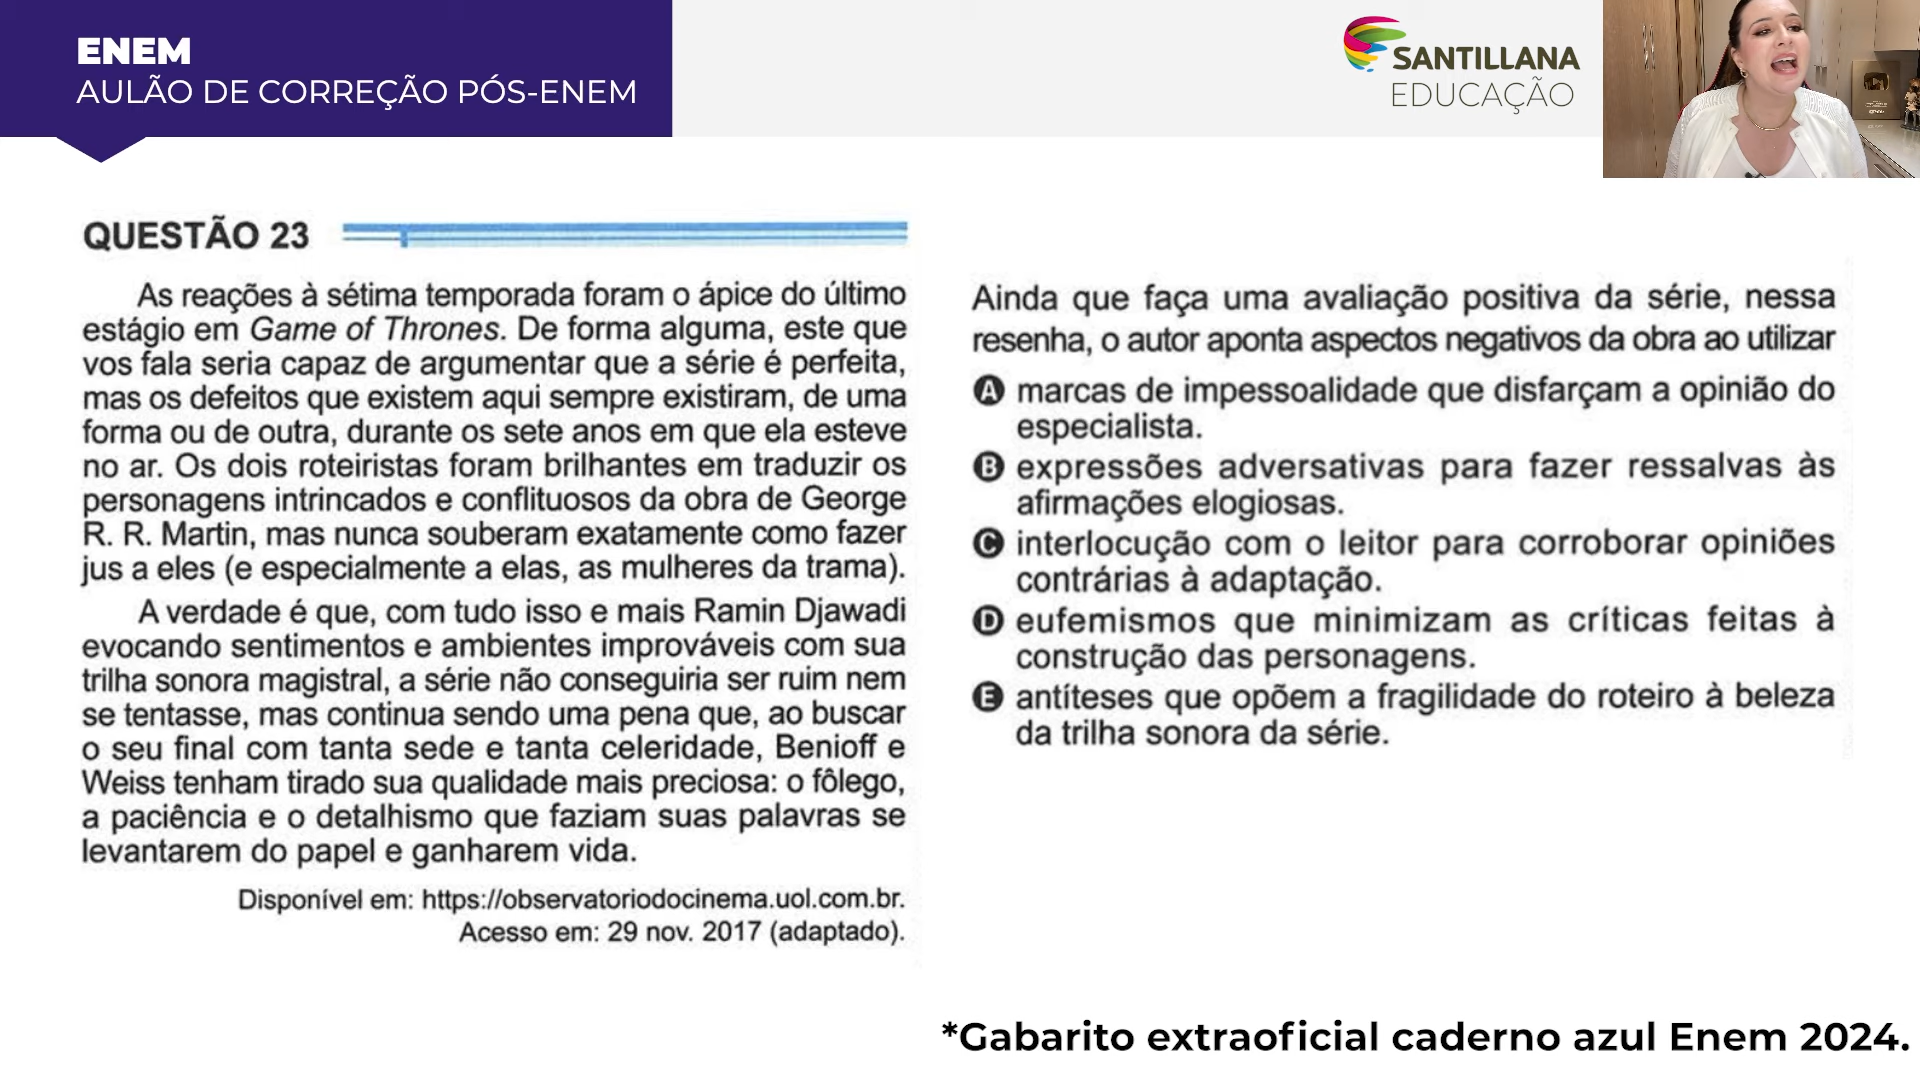 ENEM
AULÃO DE CORREÇÃO PÓS-ENEM
SANTILLANA
EDUCAÇÃO
QUESTÃO 23
As reações à sétima temporada foram o ápice do último
estágio em Game of Thrones. De forma alguma, este que
vos fala seria capaz de argumentar que a série é perfeita,
mas os defeitos que existem aqui sempre existiram, de uma
forma ou de outra, durante os sete anos em que ela esteve
no ar. Os dois roteiristas foram brilhantes em traduzir os
personagens intrincados e conflituosos da obra de George
R. R. Martin, mas nunca souberam exatamente como fazer
jus a eles (e especialmente a elas, as mulheres da trama).
A verdade é que, com tudo isso e mais Ramin Djawadi
evocando sentimentos e ambientes improváveis com sua
trilha sonora magistral, a série não conseguiria ser ruim nem
se tentasse, mas continua sendo uma pena que, ao buscar
o seu final com tanta sede e tanta celeridade, Benioff e
Weiss tenham tirado sua qualidade mais preciosa: o fôlego,
a paciência e o detalhismo que faziam suas palavras se
levantarem do papel e ganharem vida.
Disponível em: https://observatoriodocinema.uol.com.br.
Acesso em: 29 nov. 2017 (adaptado).
Ainda que faça uma avaliação positiva da série, nessa
resenha, o autor aponta aspectos negativos da obra ao utilizar
A marcas de impessoalidade que disfarçam a opinião do
especialista.
B expressões adversativas para fazer ressalvas às
afirmações elogiosas.
C interlocução com o leitor para corroborar opiniões
contrárias à adaptação.
D eufemismos que minimizam as críticas feitas à
construção das personagens.
E antíteses que opõem a fragilidade do roteiro à beleza
da trilha sonora da série.
*Gabarito extraoficial caderno azul Enem 2024.